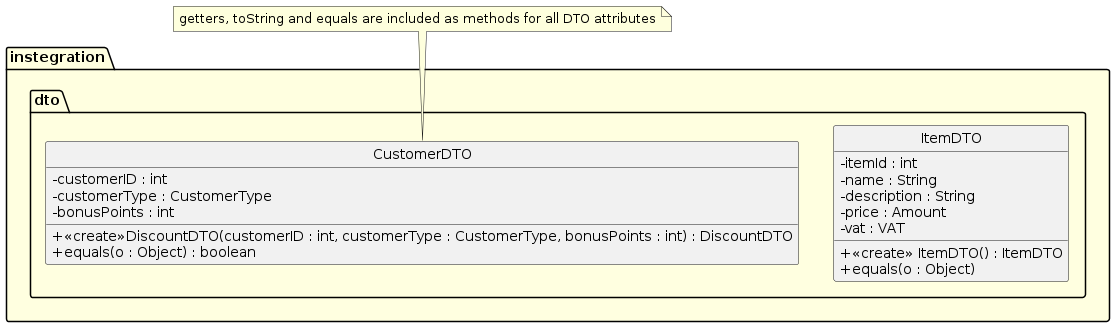 getters, toString and equals are included as methods for all DTO attributes
instegration
dto
CustomerDTO
-customerID : int
-customerType : CustomerType
-bonusPoints : int
+«create»DiscountDTO(customerID : int, customerType : CustomerType, bonusPoints : int) : DiscountDTO
+equals(o : Object) : boolean
ItemDTO
-itemId : int
-name : String
-description : String
-price : Amount
-vat : VAT
+«create» ItemDTO() : ItemDTO
+equals(o : Object)